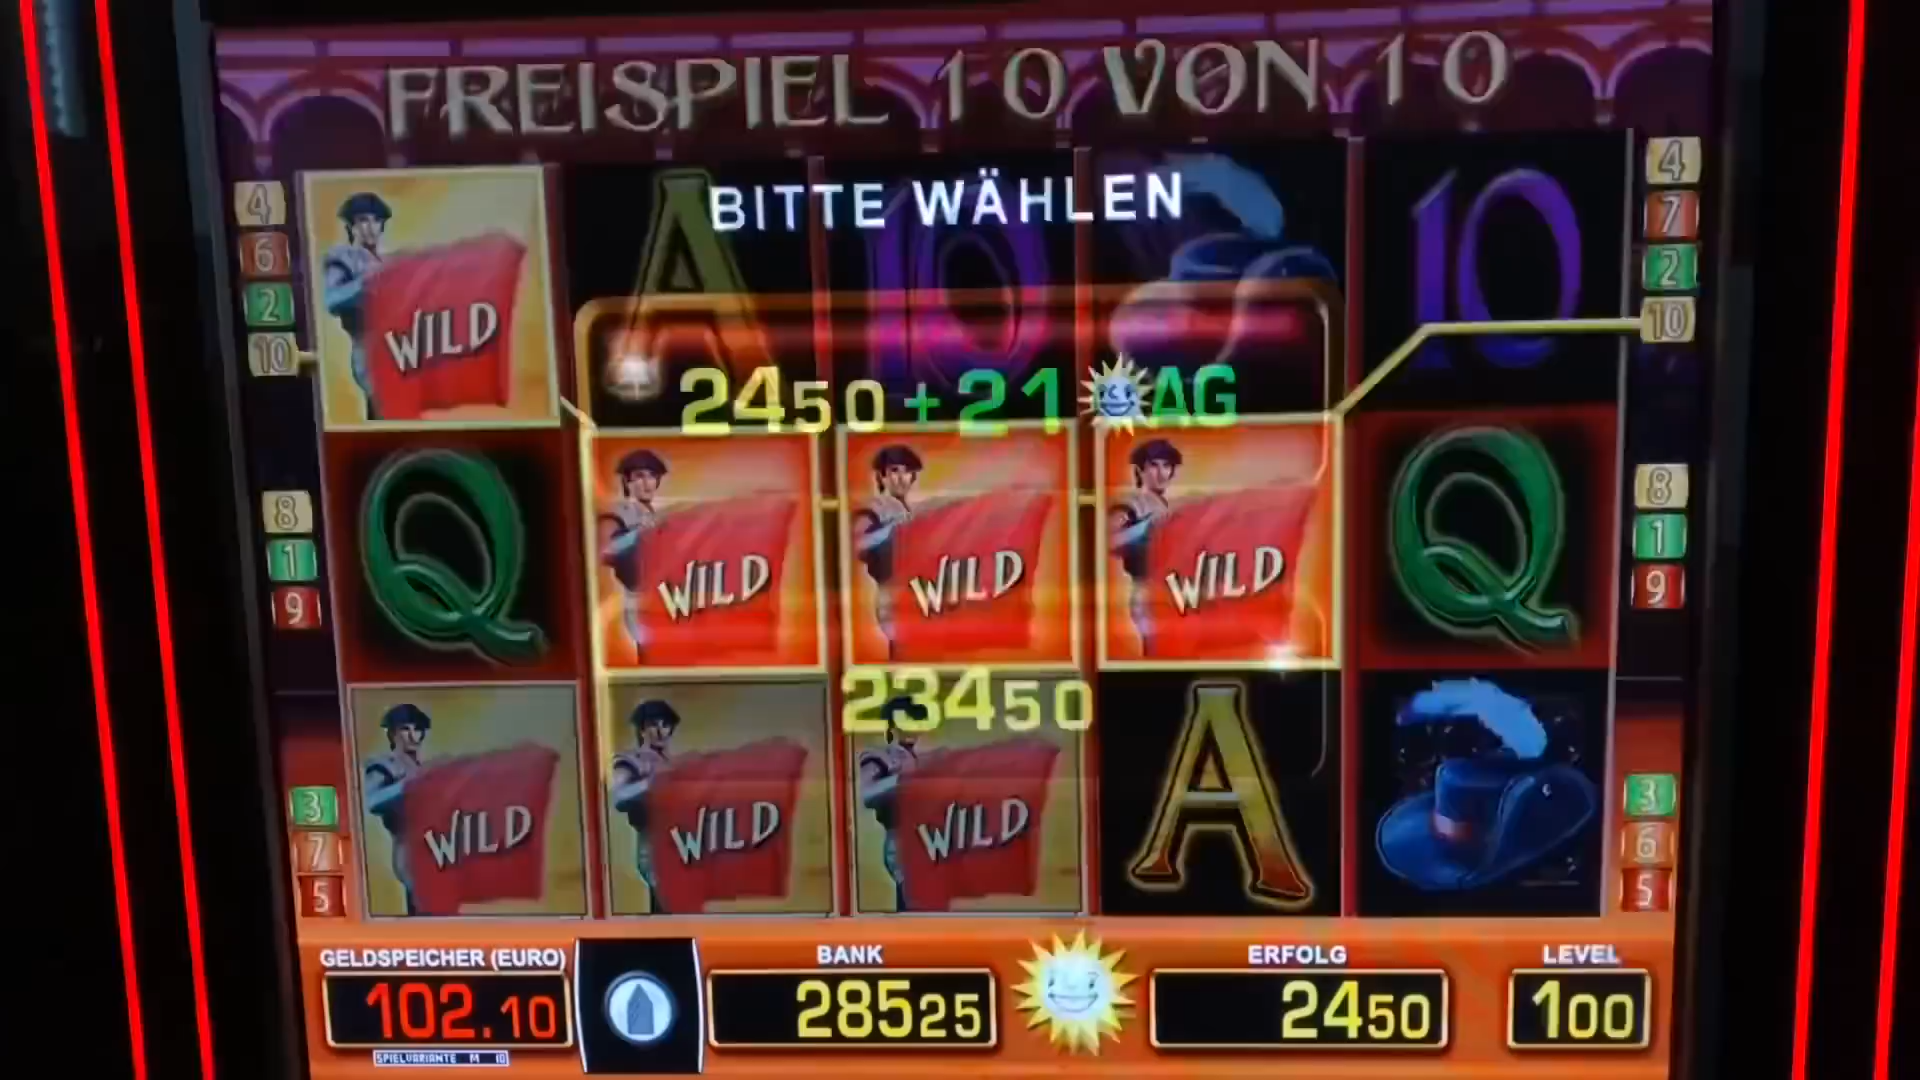 FREISPIEL 10 VON 10
BITTE WÄHLEN
4 4
6 7
2 2
10 10
A 10 10
WILD
2450 + 21 AG
8 8
1 1
9 9
Q WILD WILD WILD Q
23450
3 3
7 6
5 5
WILD WILD WILD A
GELDSPEICHER (EURO) BANK ERFOLG LEVEL
102.10 28525 2450 100
SPIELVARIANTE M 10